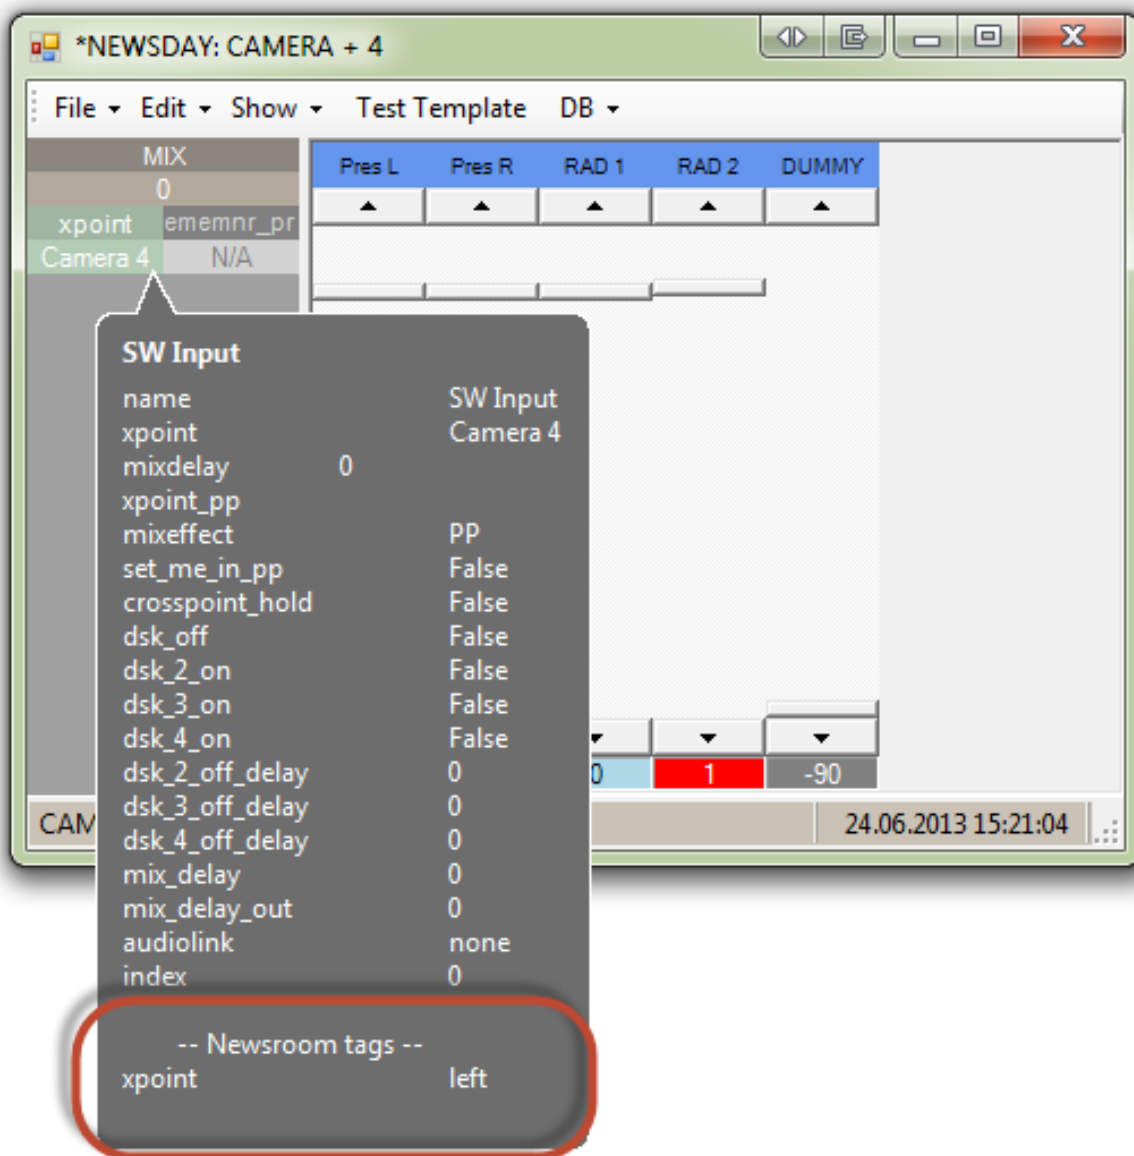 *NEWSDAY: CAMERA + 4
File Edit Show Test Template DB
MIX
0
xpoint ememnr_pr
Camera 4 N/A
Pres L Pres R RAD 1 RAD 2 DUMMY
SW Input
name SW Input
xpoint Camera 4
mixdelay 0
xpoint_pp
mixeffect PP
set_me_in_pp False
crosspoint_hold False
dsk_off False
dsk_2_on False
dsk_3_on False
dsk_4_on False
dsk_2_off_delay 0
dsk_3_off_delay 0
dsk_4_off_delay 0
mix_delay 0
mix_delay_out 0
audiolink none
index 0
-- Newsroom tags --
xpoint left
0 1 -90
CAM 24.06.2013 15:21:04